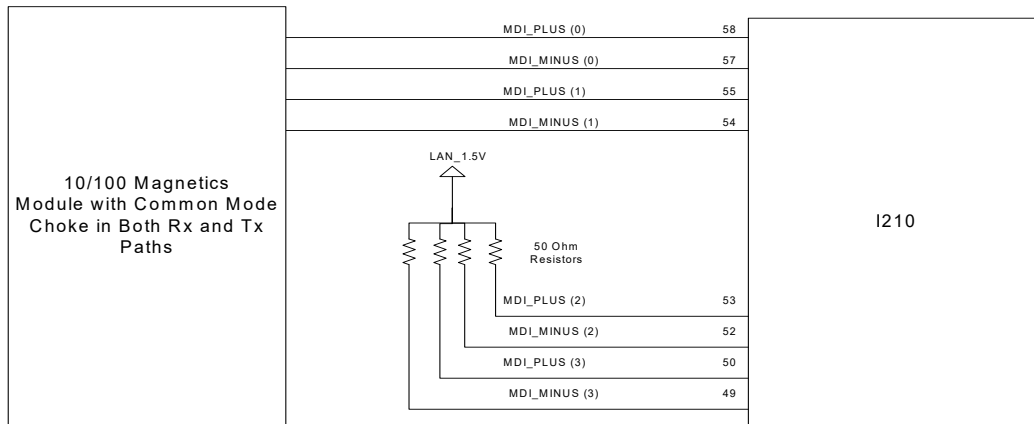 MDI_PLUS (0) 58
MDI_MINUS (0) 57
MDI_PLUS (1) 55
MDI_MINUS (1) 54
LAN_1.5V
10/100 Magnetics
Module with Common Mode
Choke in Both Rx and Tx
Paths
I210
50 Ohm
Resistors
MDI_PLUS (2) 53
MDI_MINUS (2) 52
MDI_PLUS (3) 50
MDI_MINUS (3) 49